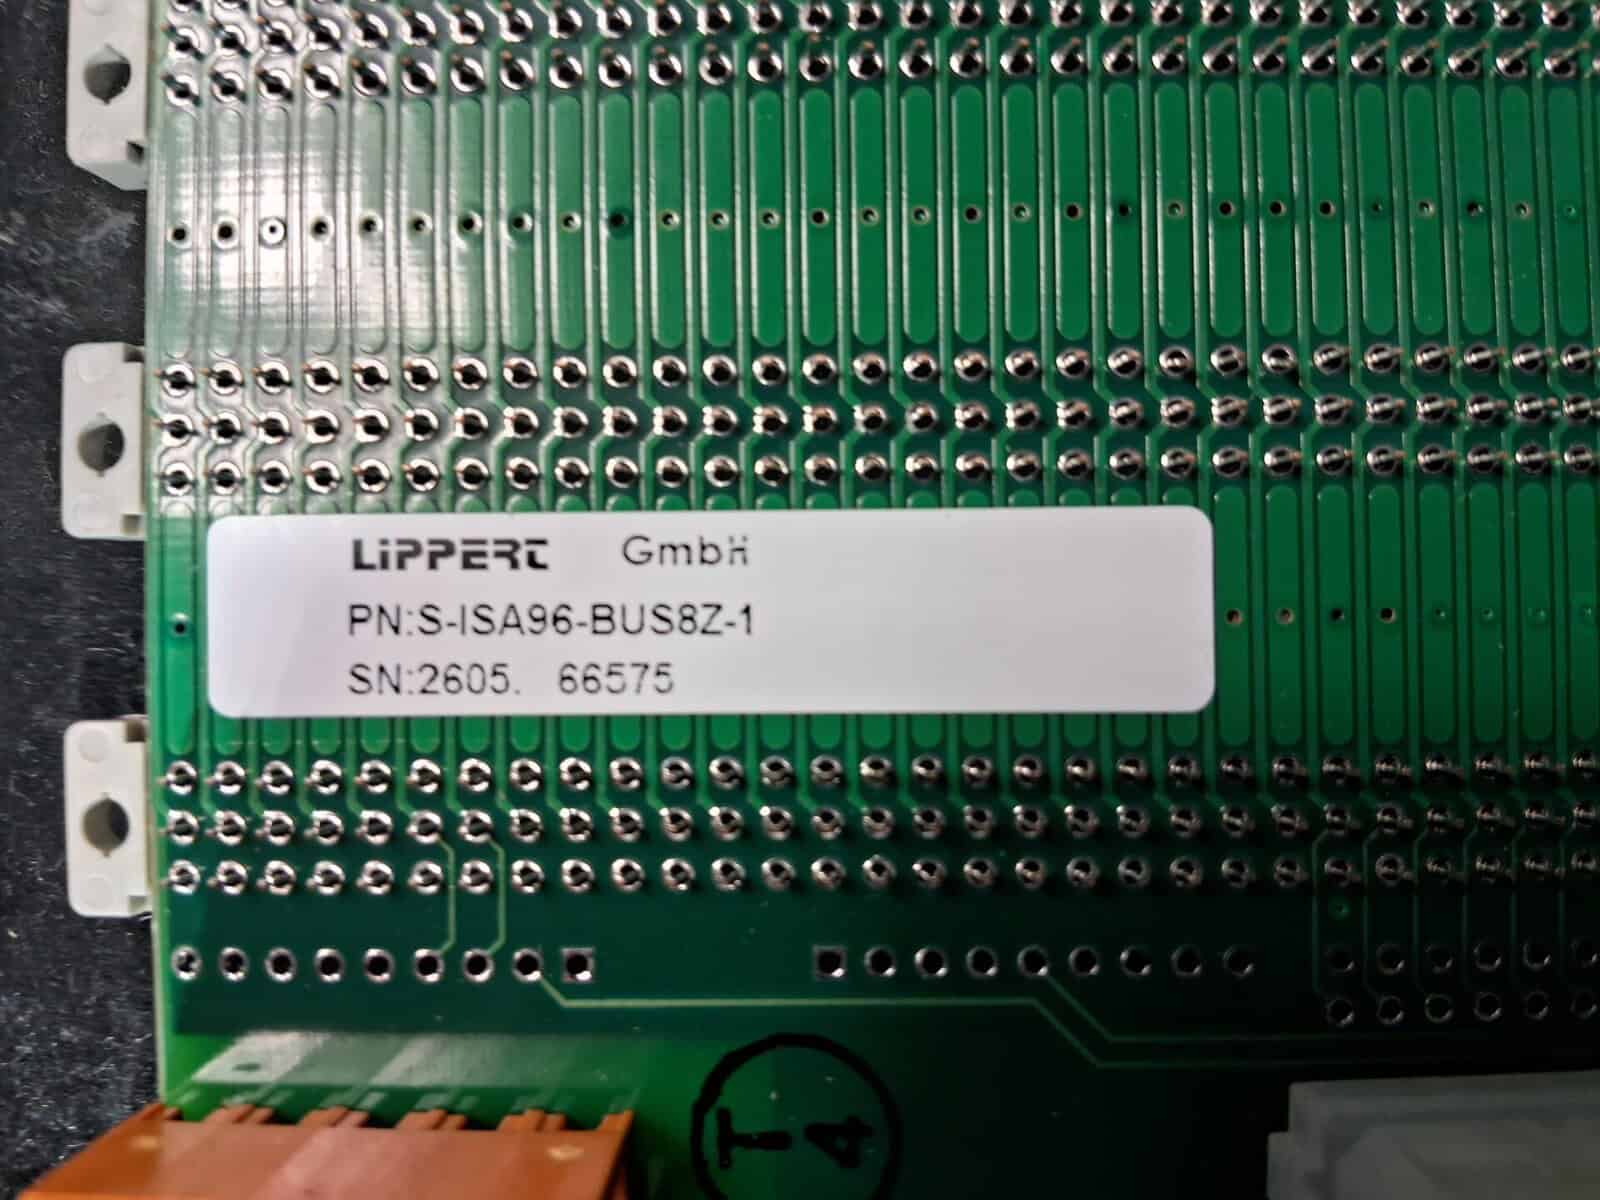 LiPPERT GmbH
PN:S-ISA96-BUS8Z-1
SN:2605. 66575
T4